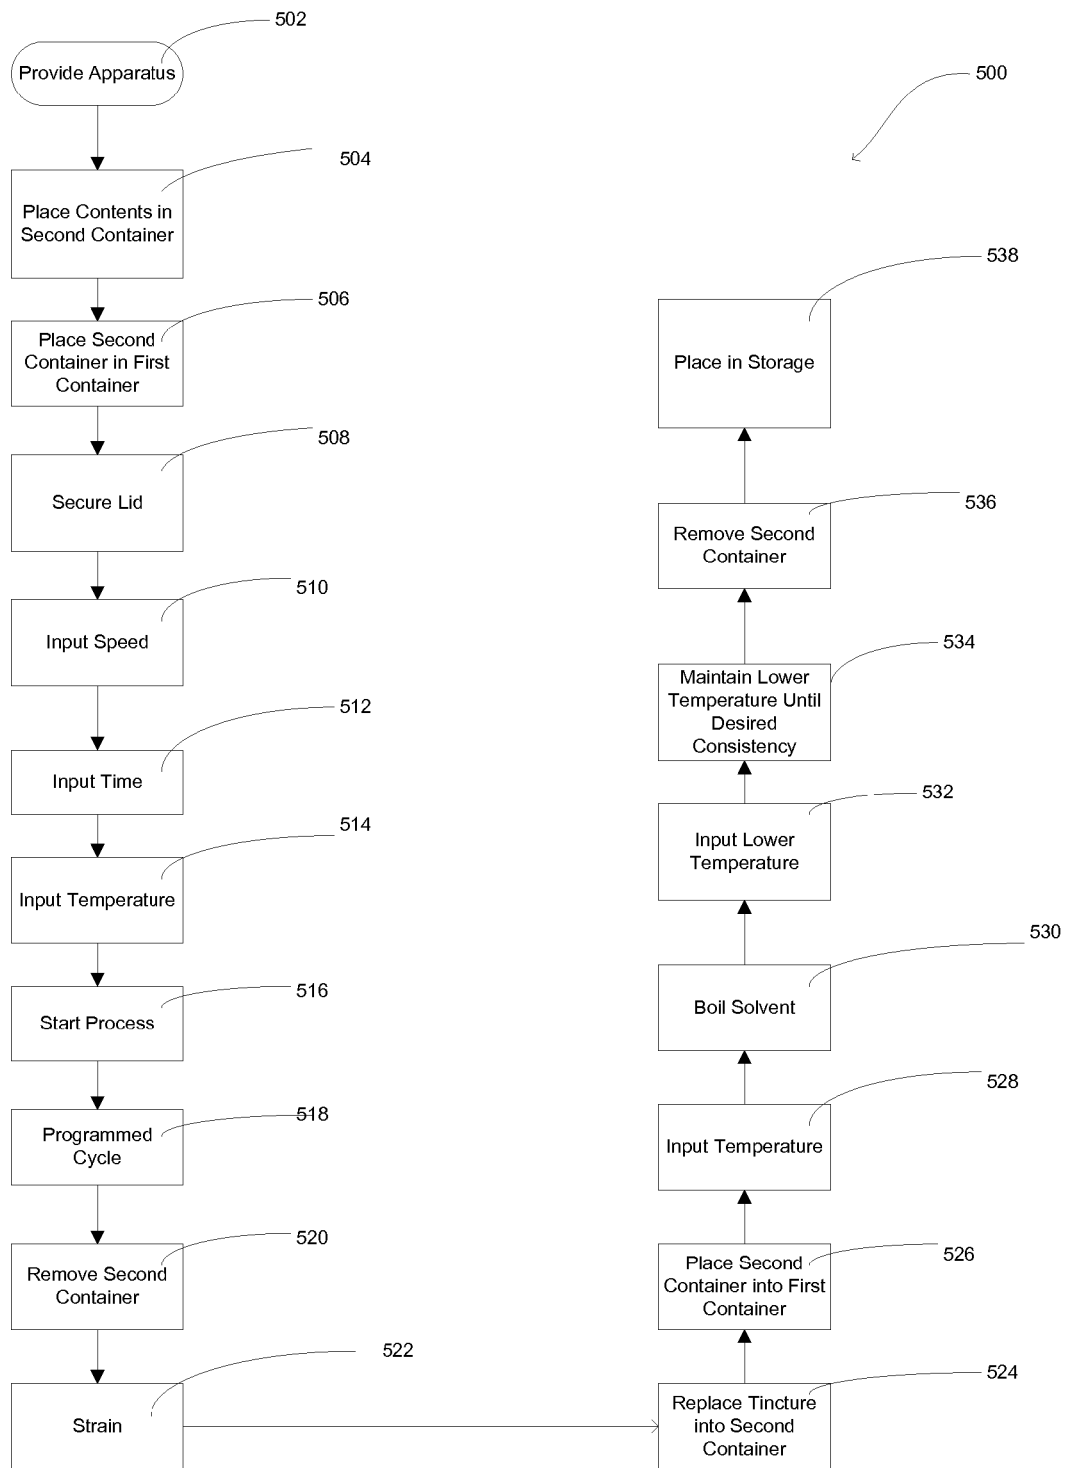 502
Provide Apparatus
504
Place Contents in
Second Container
506
Place Second
Container in First
Container
508
Secure Lid
510
Input Speed
512
Input Time
514
Input Temperature
516
Start Process
518
Programmed
Cycle
520
Remove Second
Container
522
Strain
500
538
Place in Storage
536
Remove Second
Container
534
Maintain Lower
Temperature Until
Desired
Consistency
532
Input Lower
Temperature
530
Boil Solvent
528
Input Temperature
526
Place Second
Container into First
Container
524
Replace Tincture
into Second
Container